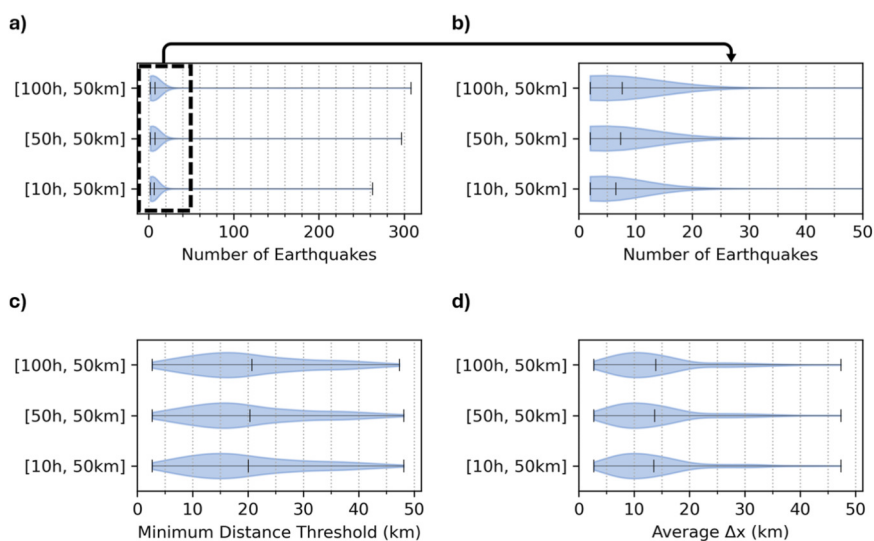 a)
[100h, 50km]
[50h, 50km]
[10h, 50km]
0 100 200 300
Number of Earthquakes
b)
[100h, 50km]
[50h, 50km]
[10h, 50km]
0 10 20 30 40 50
Number of Earthquakes
c)
[100h, 50km]
[50h, 50km]
[10h, 50km]
0 10 20 30 40 50
Minimum Distance Threshold (km)
d)
[100h, 50km]
[50h, 50km]
[10h, 50km]
0 10 20 30 40 50
Average Δx (km)